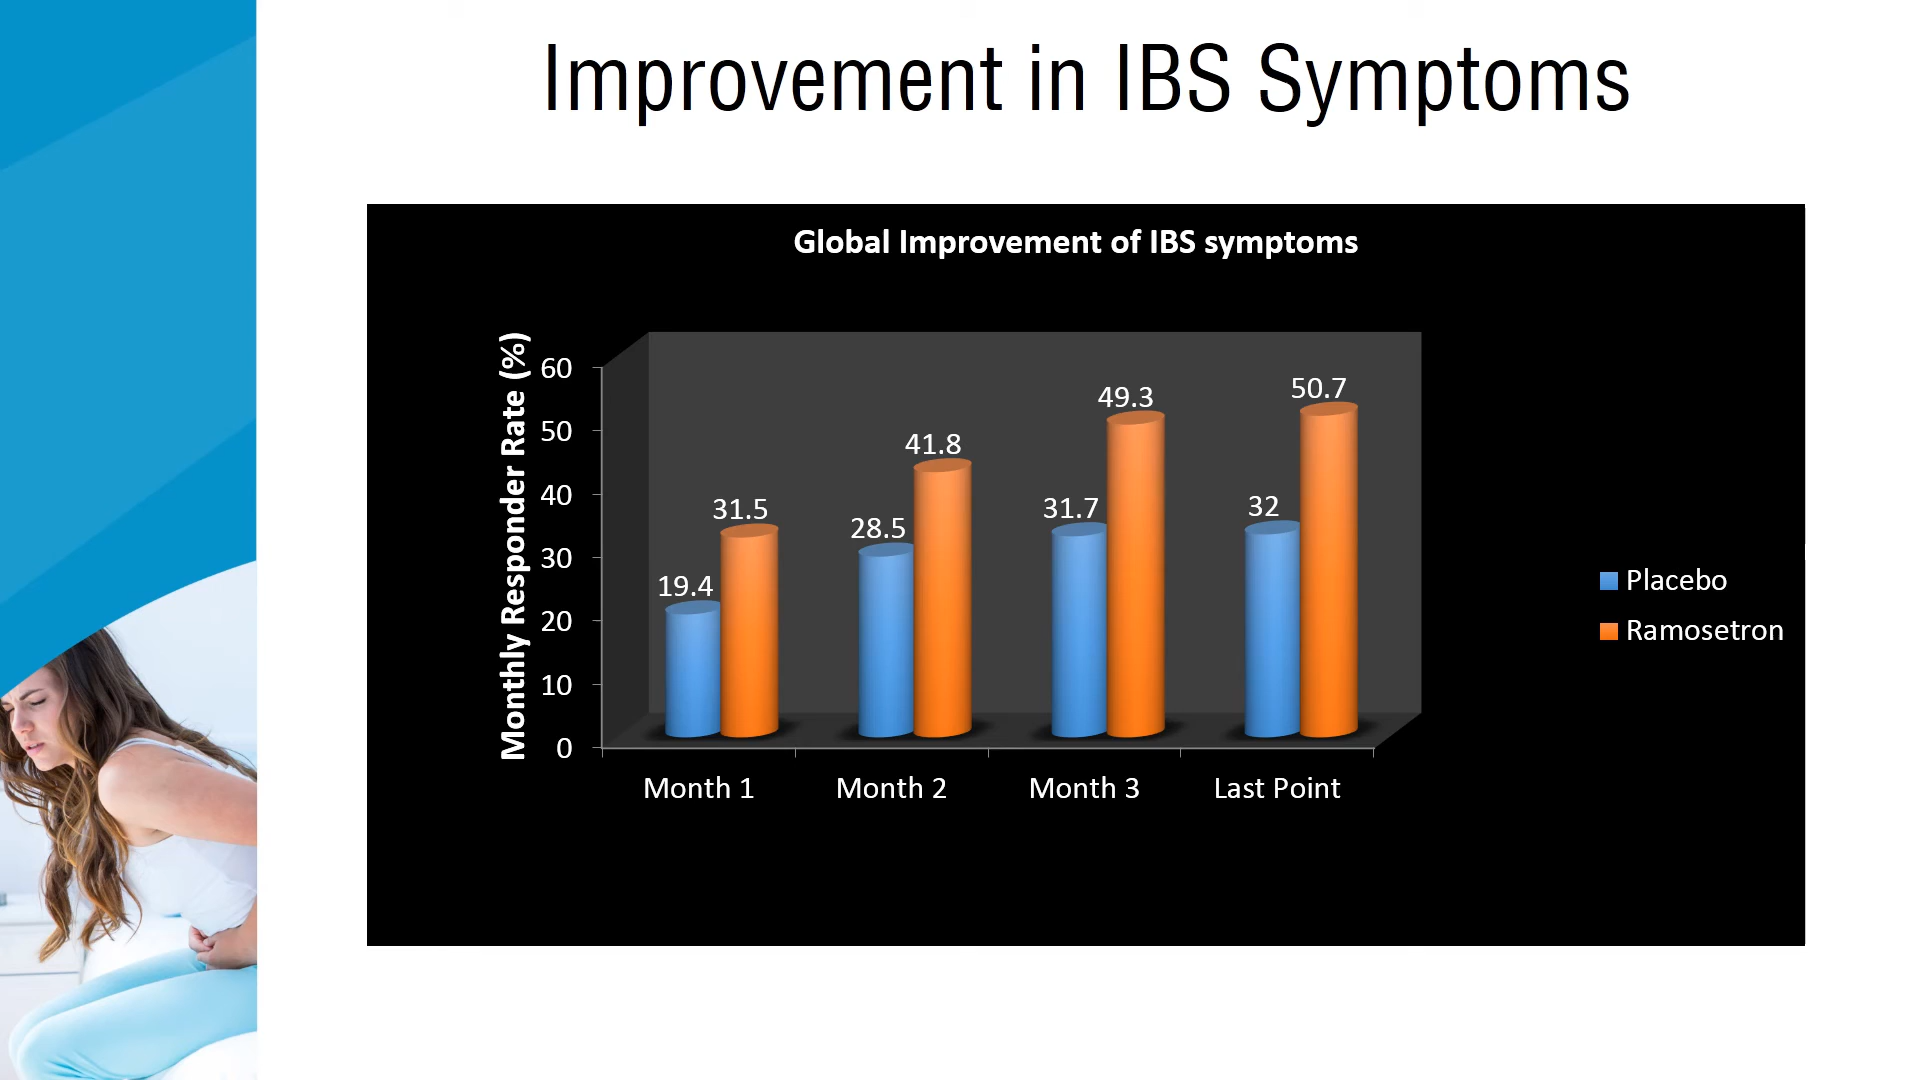 Improvement in IBS Symptoms
Global Improvement of IBS symptoms
Monthly Responder Rate (%)
60
50
40
30
20
10
0
19.4
31.5
28.5
41.8
31.7
49.3
32
50.7
Month 1
Month 2
Month 3
Last Point
Placebo
Ramosetron